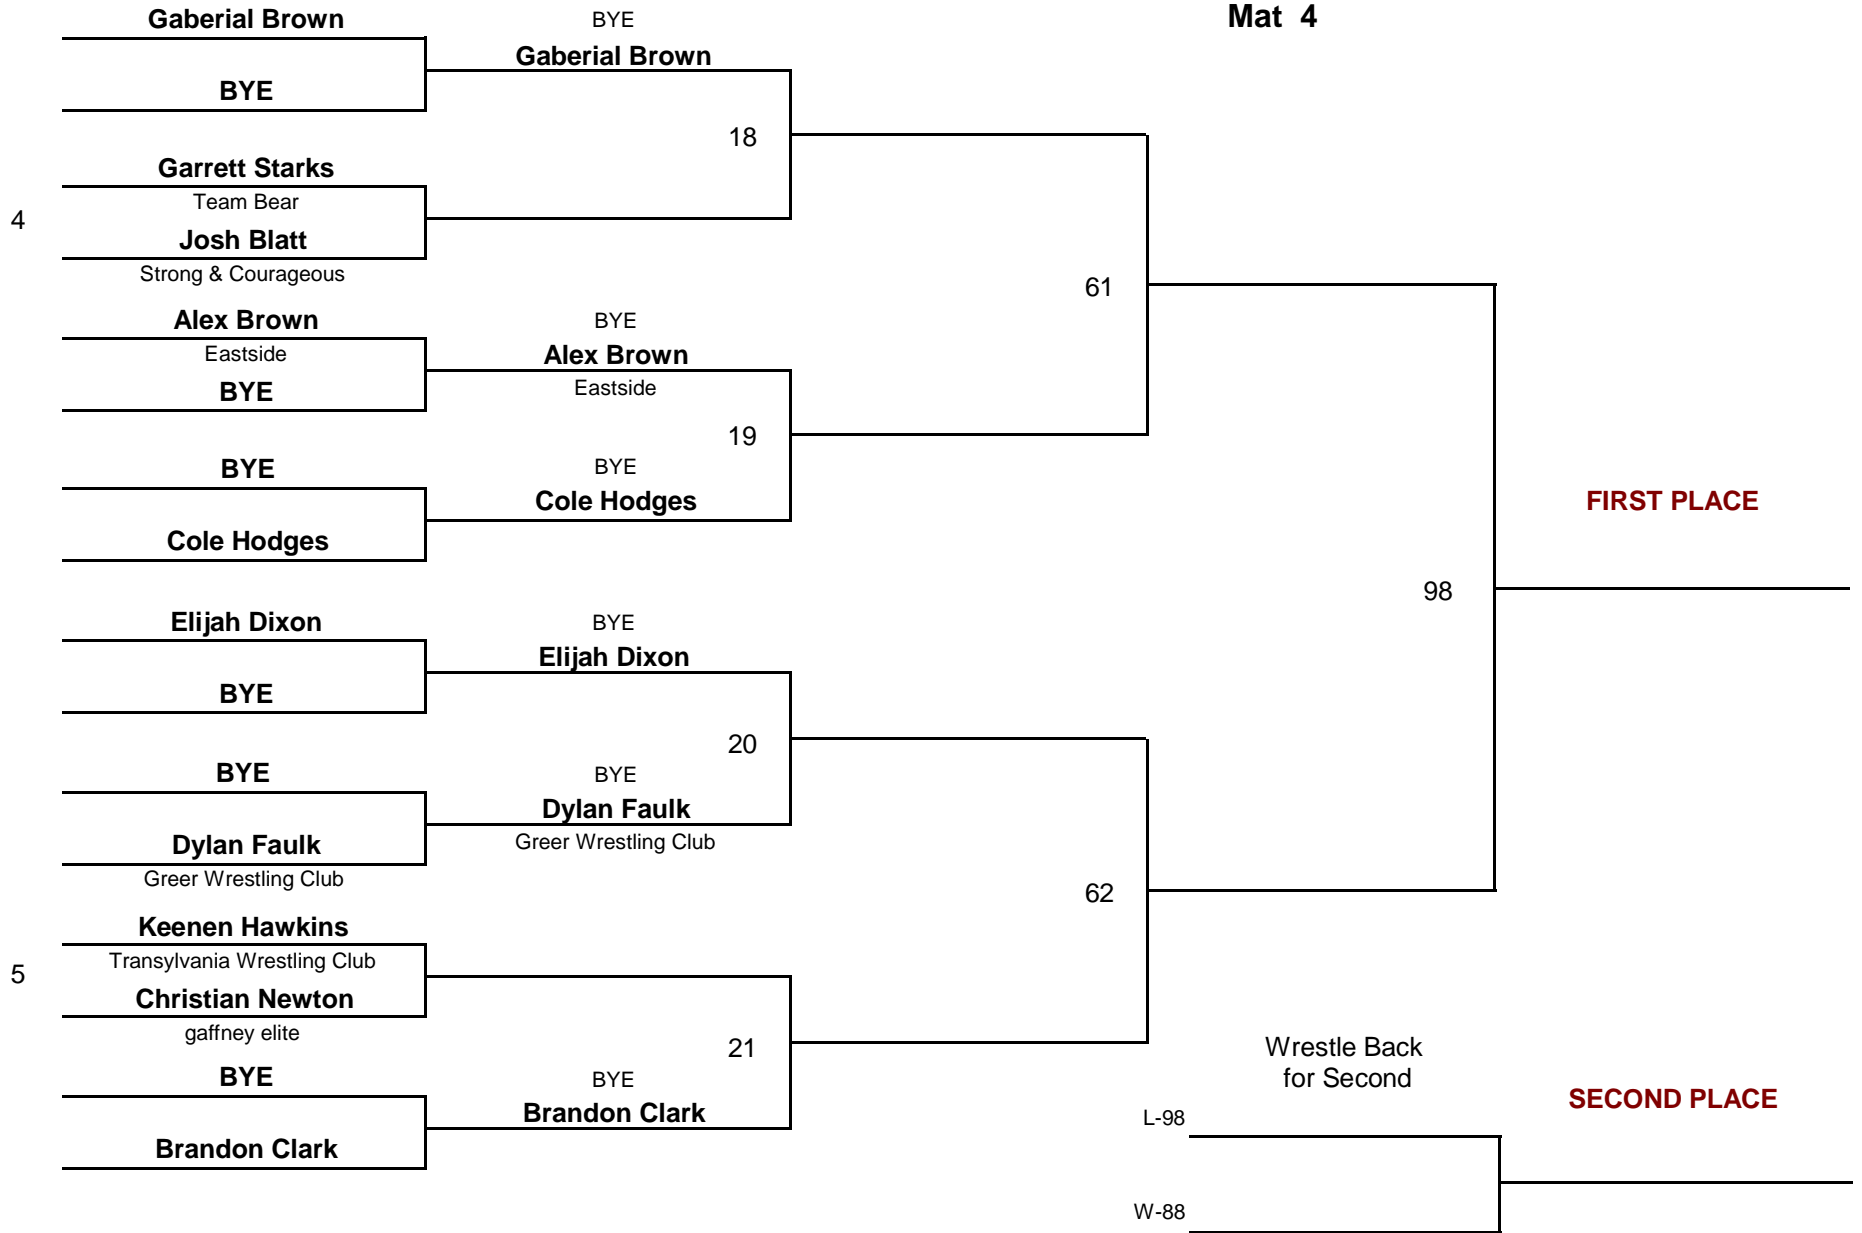 Gaberial Brown
BYE
Mat 4
Gaberial Brown
BYE
18
Garrett Starks
Team Bear
4
Josh Blatt
Strong & Courageous
61
Alex Brown
BYE
Eastside
Alex Brown
BYE
Eastside
19
BYE
BYE
Cole Hodges
FIRST PLACE
Cole Hodges
98
Elijah Dixon
BYE
Elijah Dixon
BYE
20
BYE
BYE
Dylan Faulk
Dylan Faulk
Greer Wrestling Club
Greer Wrestling Club
62
Keenen Hawkins
Transylvania Wrestling Club
5
Christian Newton
gaffney elite
21
Wrestle Back
for Second
BYE
BYE
Brandon Clark
SECOND PLACE
L-98
Brandon Clark
W-88